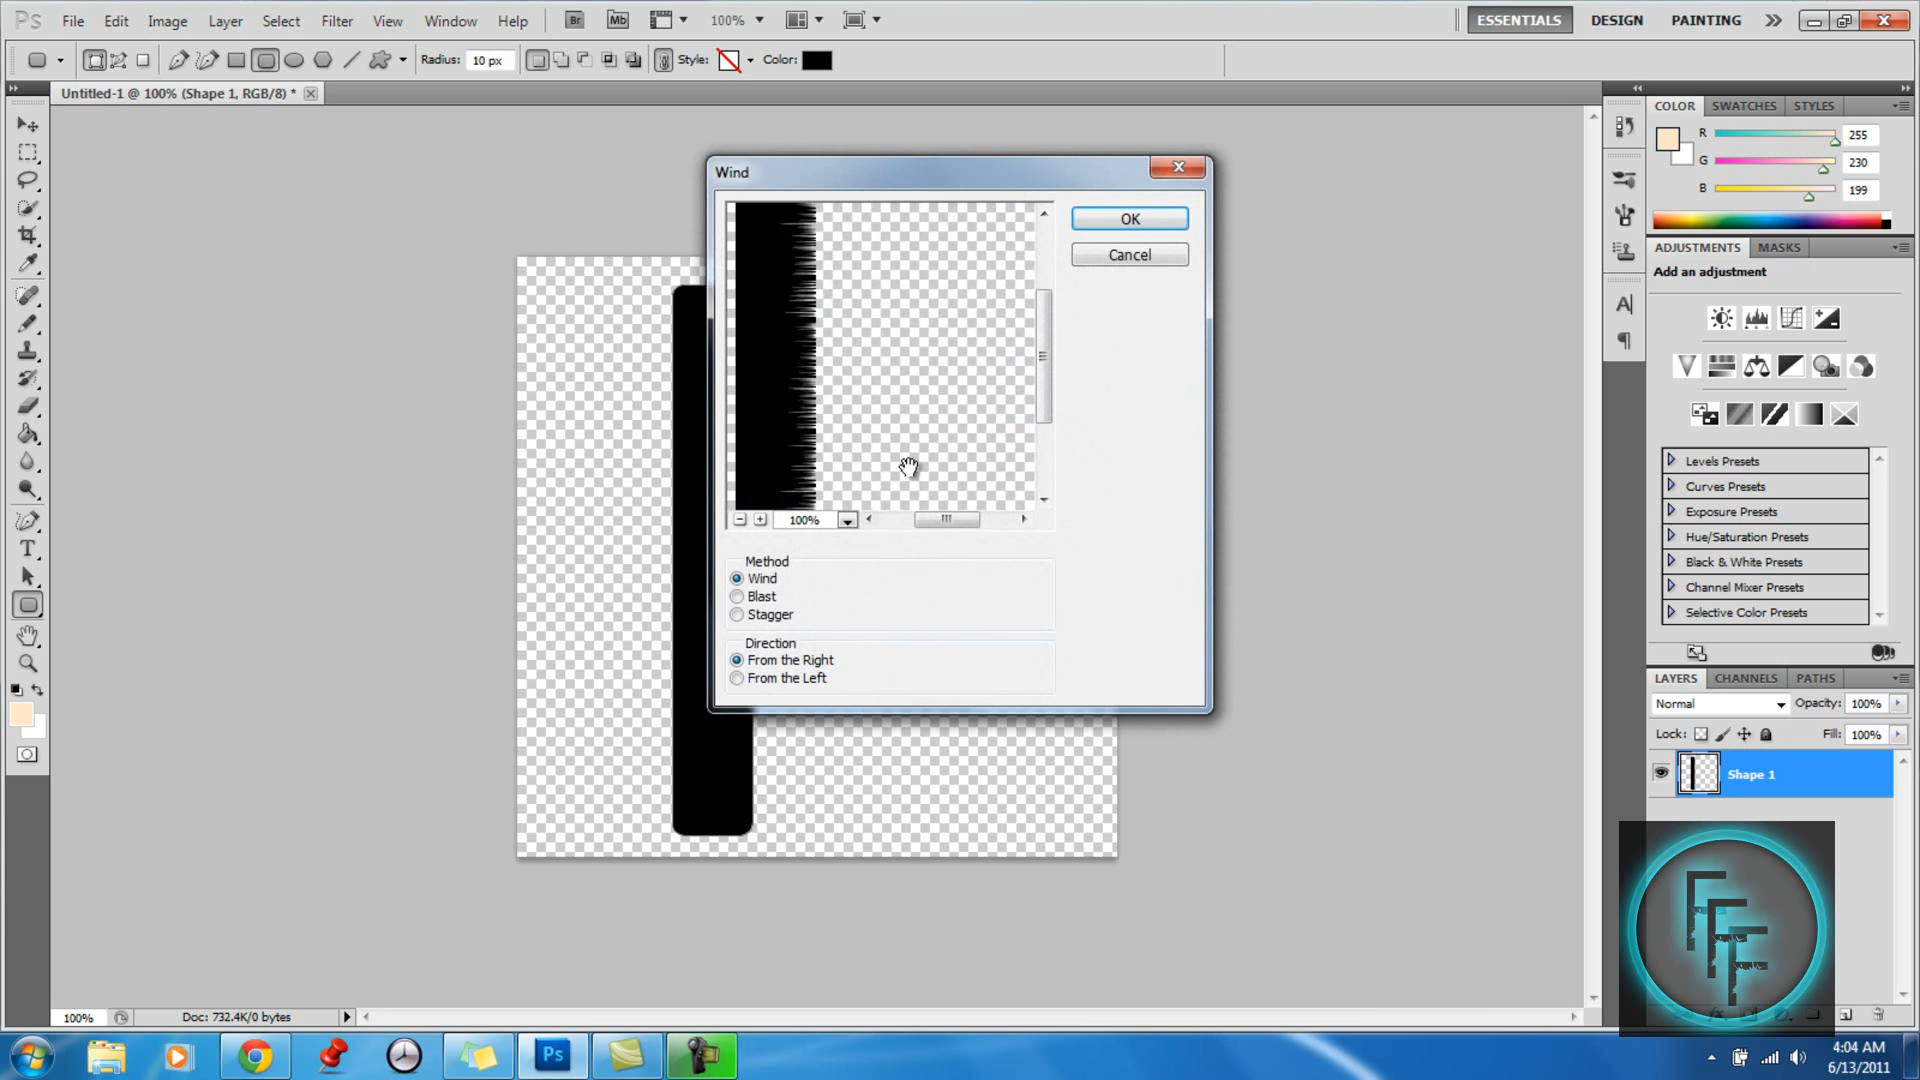 Ps File Edit Image Layer Select Filter View Window Help Br Mb 100% ESSENTIALS DESIGN PAINTING
Radius: 10 px Style: Color:
Untitled-1 @ 100% (Shape 1, RGB/8) *
COLOR SWATCHES STYLES
R 255
G 230
B 199
ADJUSTMENTS MASKS
Add an adjustment
Levels Presets
Curves Presets
Exposure Presets
Hue/Saturation Presets
Black & White Presets
Channel Mixer Presets
Selective Color Presets
LAYERS CHANNELS PATHS
Normal Opacity: 100%
Lock: Fill: 100%
Shape 1
Wind
OK
Cancel
100%
Method
Wind
Blast
Stagger
Direction
From the Right
From the Left
T
A
FFF
100% Doc: 732.4K/0 bytes
Ps
4:04 AM
6/13/2011